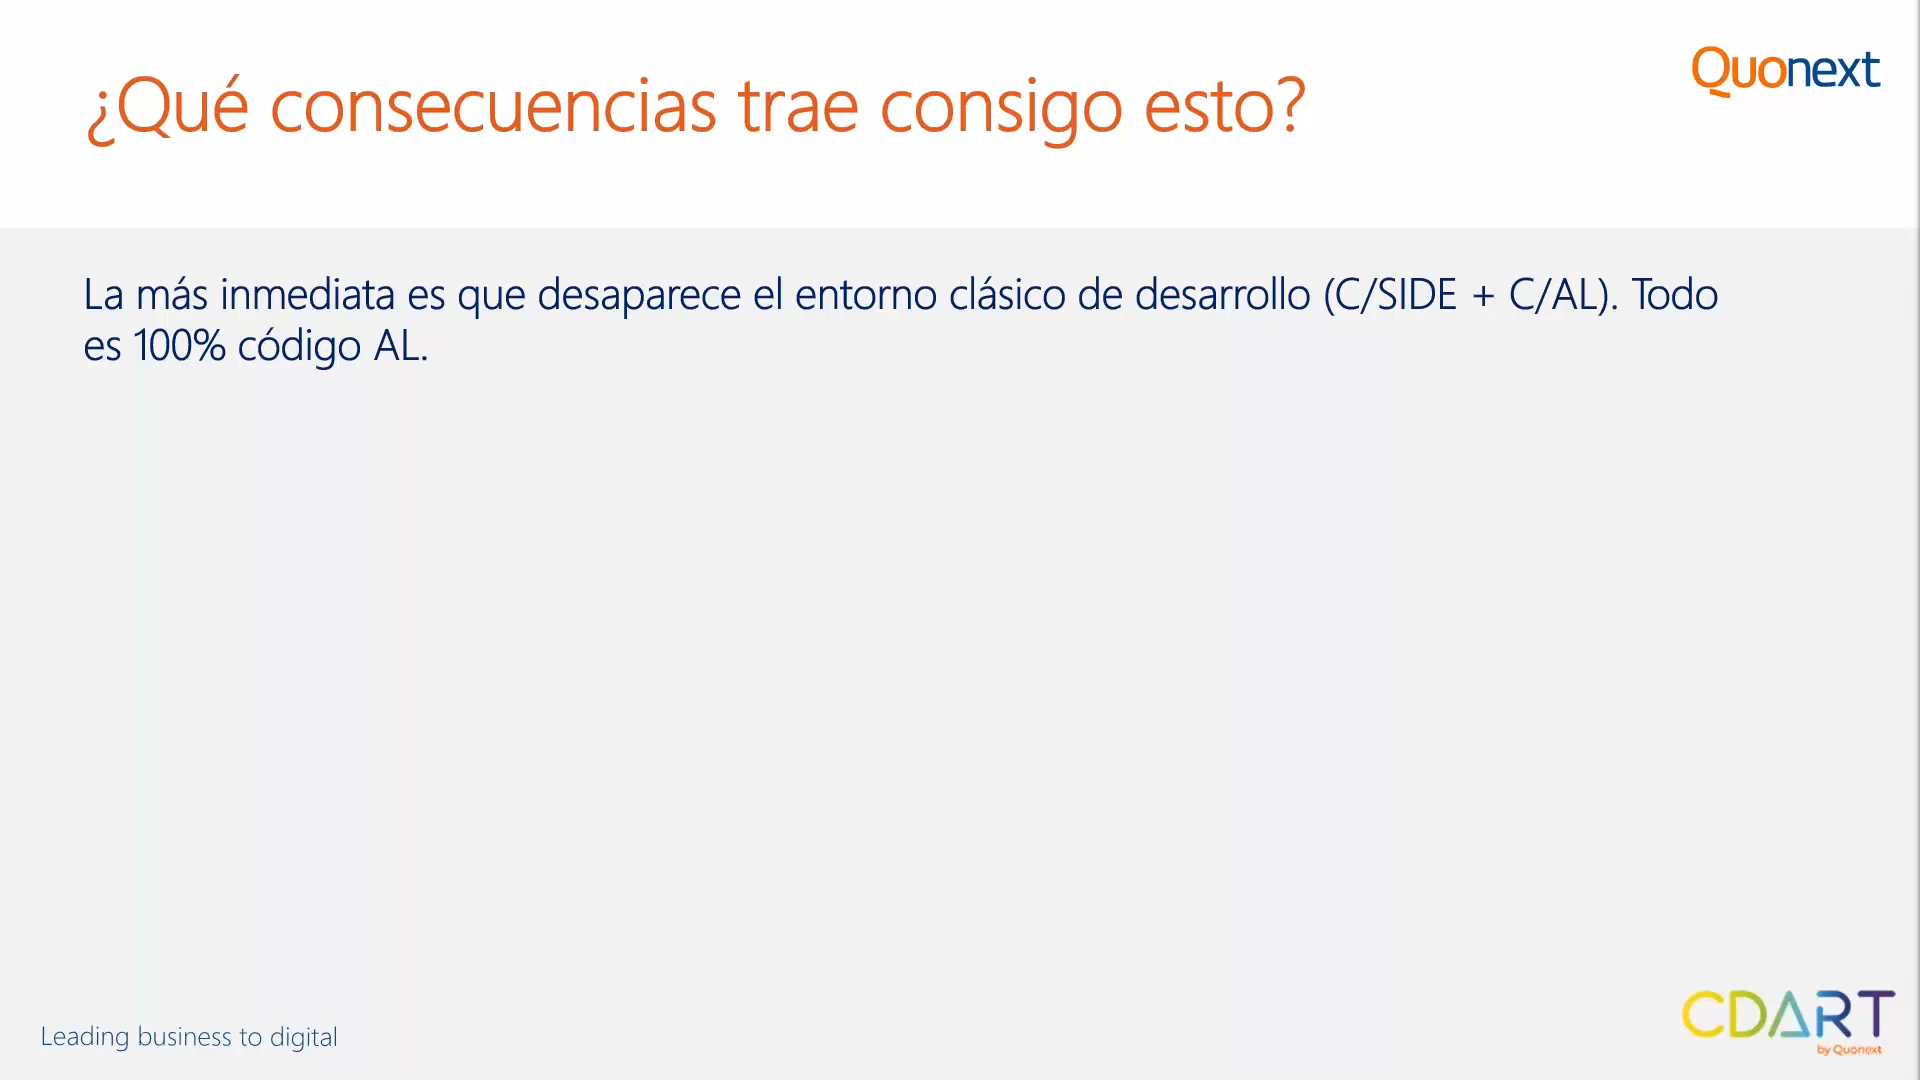 Quonext
¿Qué consecuencias trae consigo esto?
La más inmediata es que desaparece el entorno clásico de desarrollo (C/SIDE + C/AL). Todo
es 100% código AL.
Leading business to digital
CDART
by Quonext